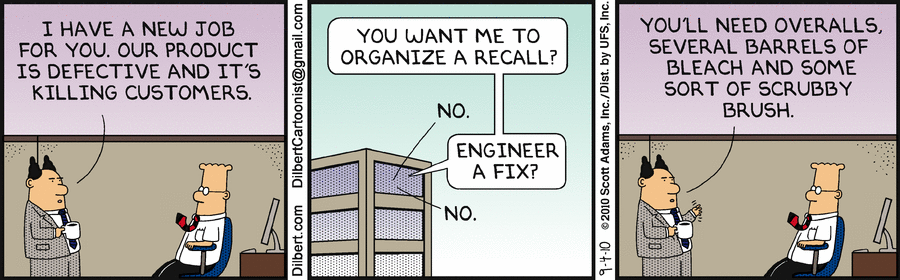 I HAVE A NEW JOB
FOR YOU. OUR PRODUCT
IS DEFECTIVE AND IT'S
KILLING CUSTOMERS.
Dilbert.com DilbertCartoonist@gmail.com
YOU WANT ME TO
ORGANIZE A RECALL?
NO.
ENGINEER
A FIX?
NO.
9-4-10 © 2010 Scott Adams, Inc./Dist. by UFS, Inc.
YOU'LL NEED OVERALLS,
SEVERAL BARRELS OF
BLEACH AND SOME
SORT OF SCRUBBY
BRUSH.